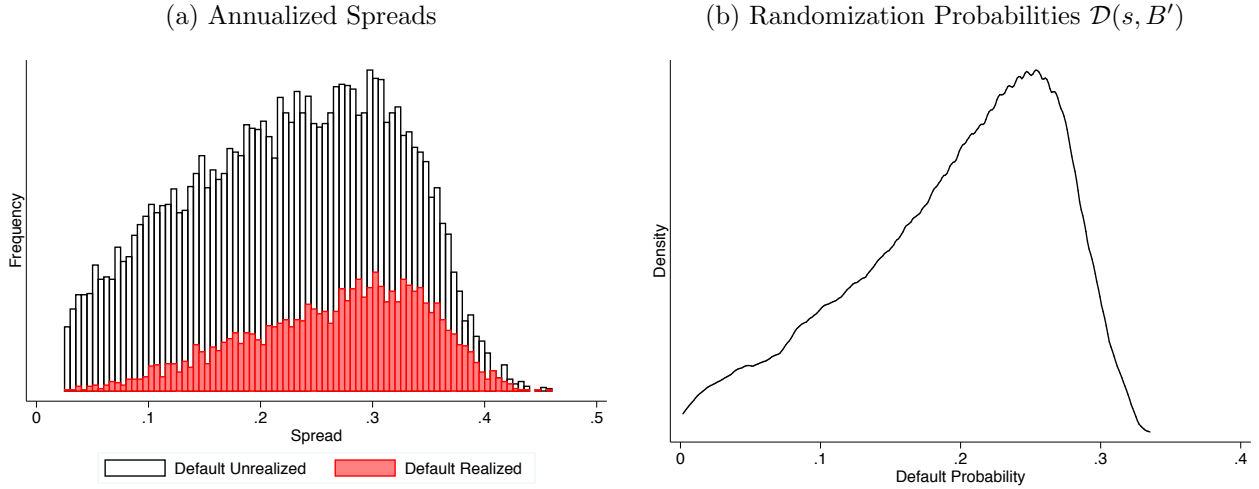 (a) Annualized Spreads
Frequency
0 .1 .2 .3 .4 .5
Spread
Default Unrealized Default Realized
(b) Randomization Probabilities 𝒟(s, B′)
Density
0 .1 .2 .3 .4
Default Probability